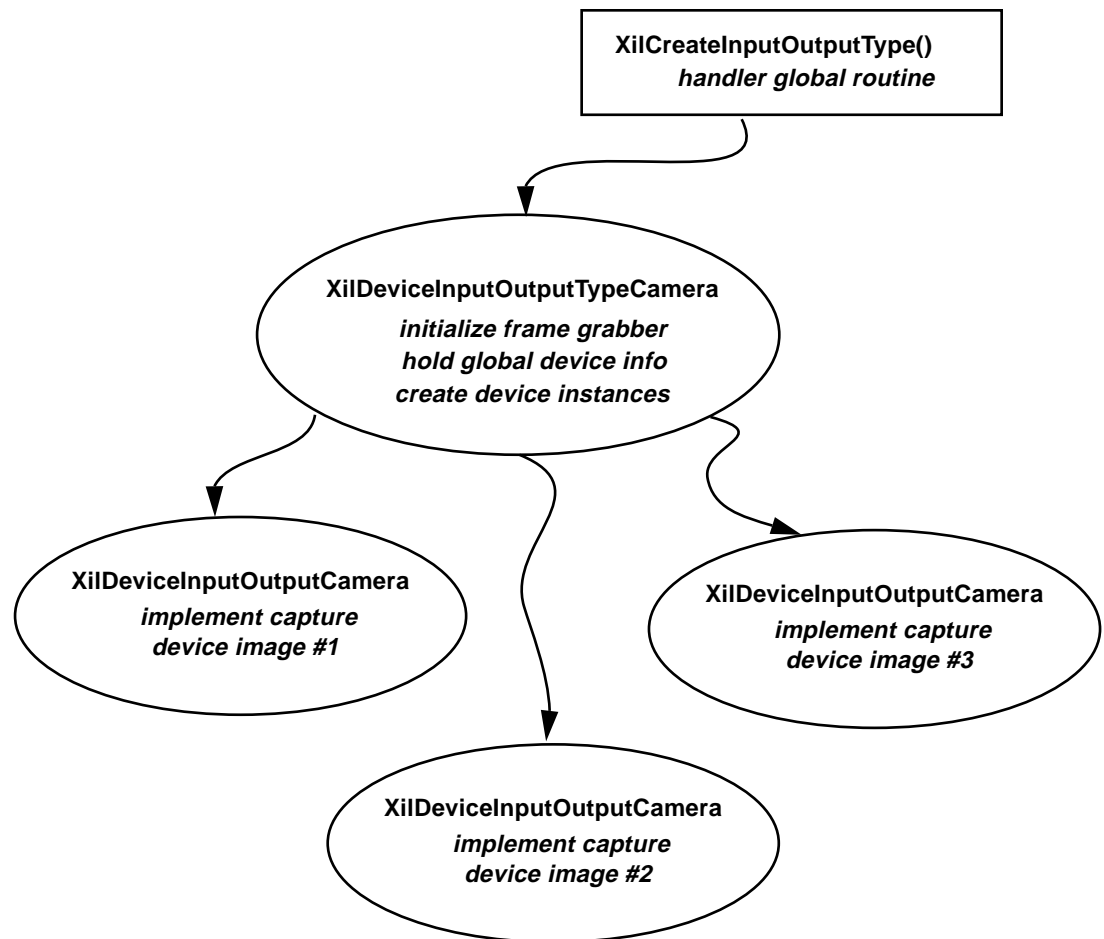 XilCreateInputOutputType()
handler global routine
XilDeviceInputOutputTypeCamera
initialize frame grabber
hold global device info
create device instances
XilDeviceInputOutputCamera
implement capture
device image #1
XilDeviceInputOutputCamera
implement capture
device image #3
XilDeviceInputOutputCamera
implement capture
device image #2